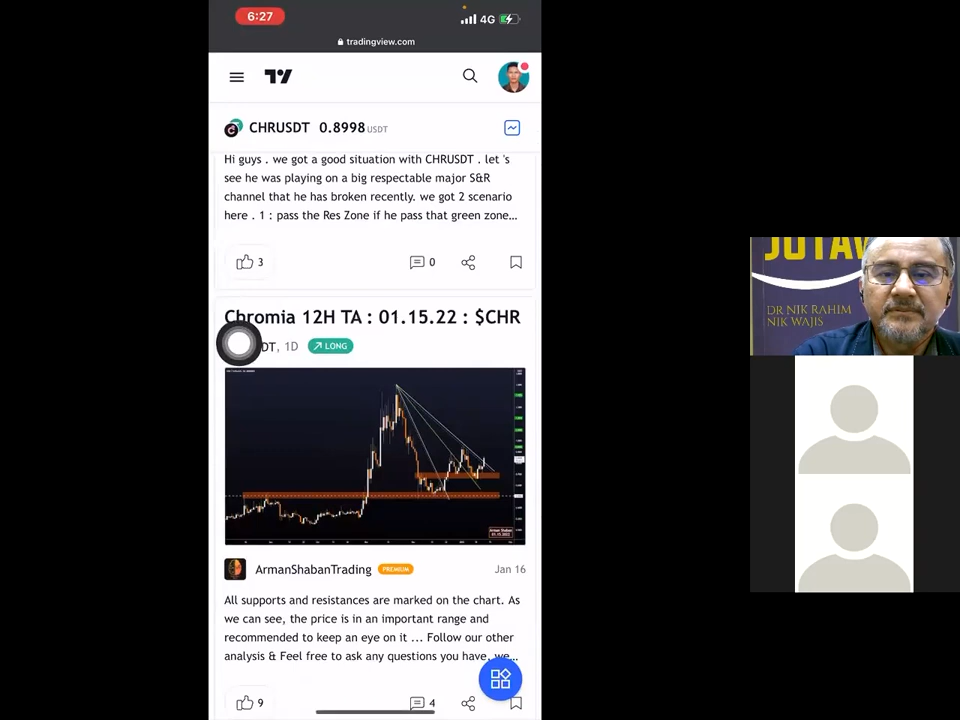 6:27
4G
tradingview.com
CHRUSDT 0.8998 USDT
Hi guys . we got a good situation with CHRUSDT . let 's
see he was playing on a big respectable major S&R
channel that he has broken recently. we got 2 scenario
here . 1 : pass the Res Zone if he pass that green zone...
3
0
Chromia 12H TA : 01.15.22 : $CHR
DT, 1D
LONG
Arman Shaban
01.15.2022
ArmanShabanTrading PREMIUM Jan 16
All supports and resistances are marked on the chart. As
we can see, the price is in an important range and
recommended to keep an eye on it ... Follow our other
analysis & Feel free to ask any questions you have, we...
9
4
DR NIK RAHIM
NIK WAJIS